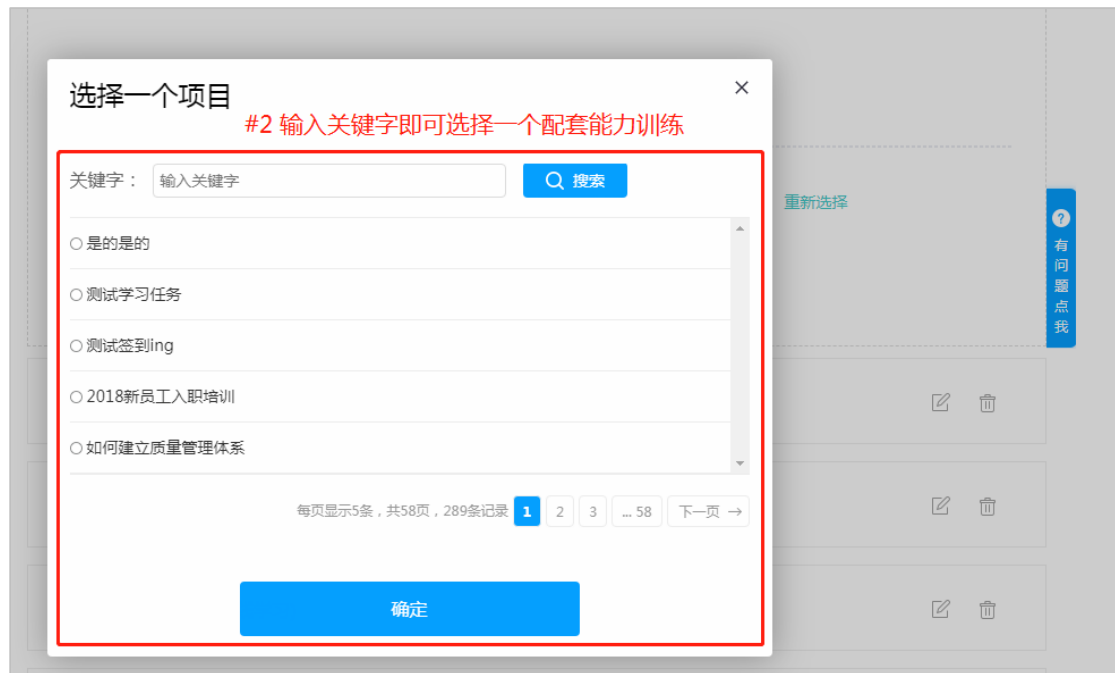 选择一个项目
#2 输入关键字即可选择一个配套能力训练
关键字： 输入关键字 搜索
重新选择
是的是的
测试学习任务
测试签到ing
2018新员工入职培训
如何建立质量管理体系
每页显示5条，共58页，289条记录 1 2 3 ... 58 下一页 →
确定
? 有问题点我